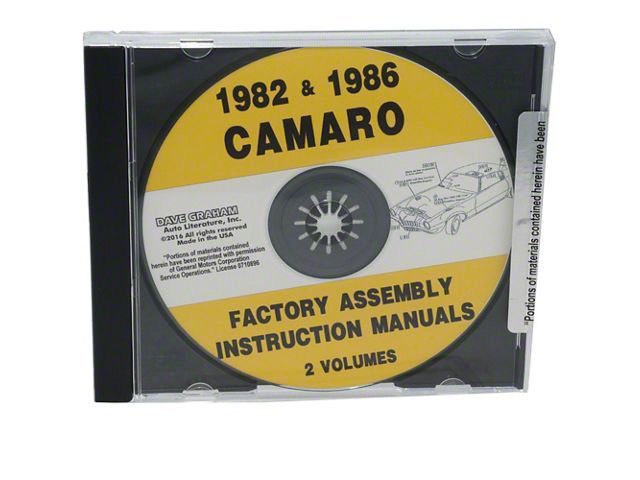 1982 & 1986
CAMARO
DAVE GRAHAM
Auto Literature, Inc.
©2016 All rights reserved
Made in the USA
"Portions of materials contained
herein have been reprinted with permission
of General Motors Corporation
Service Operations." License 0710896
FACTORY ASSEMBLY
INSTRUCTION MANUALS
2 VOLUMES
"Portions of materials contained herein have been